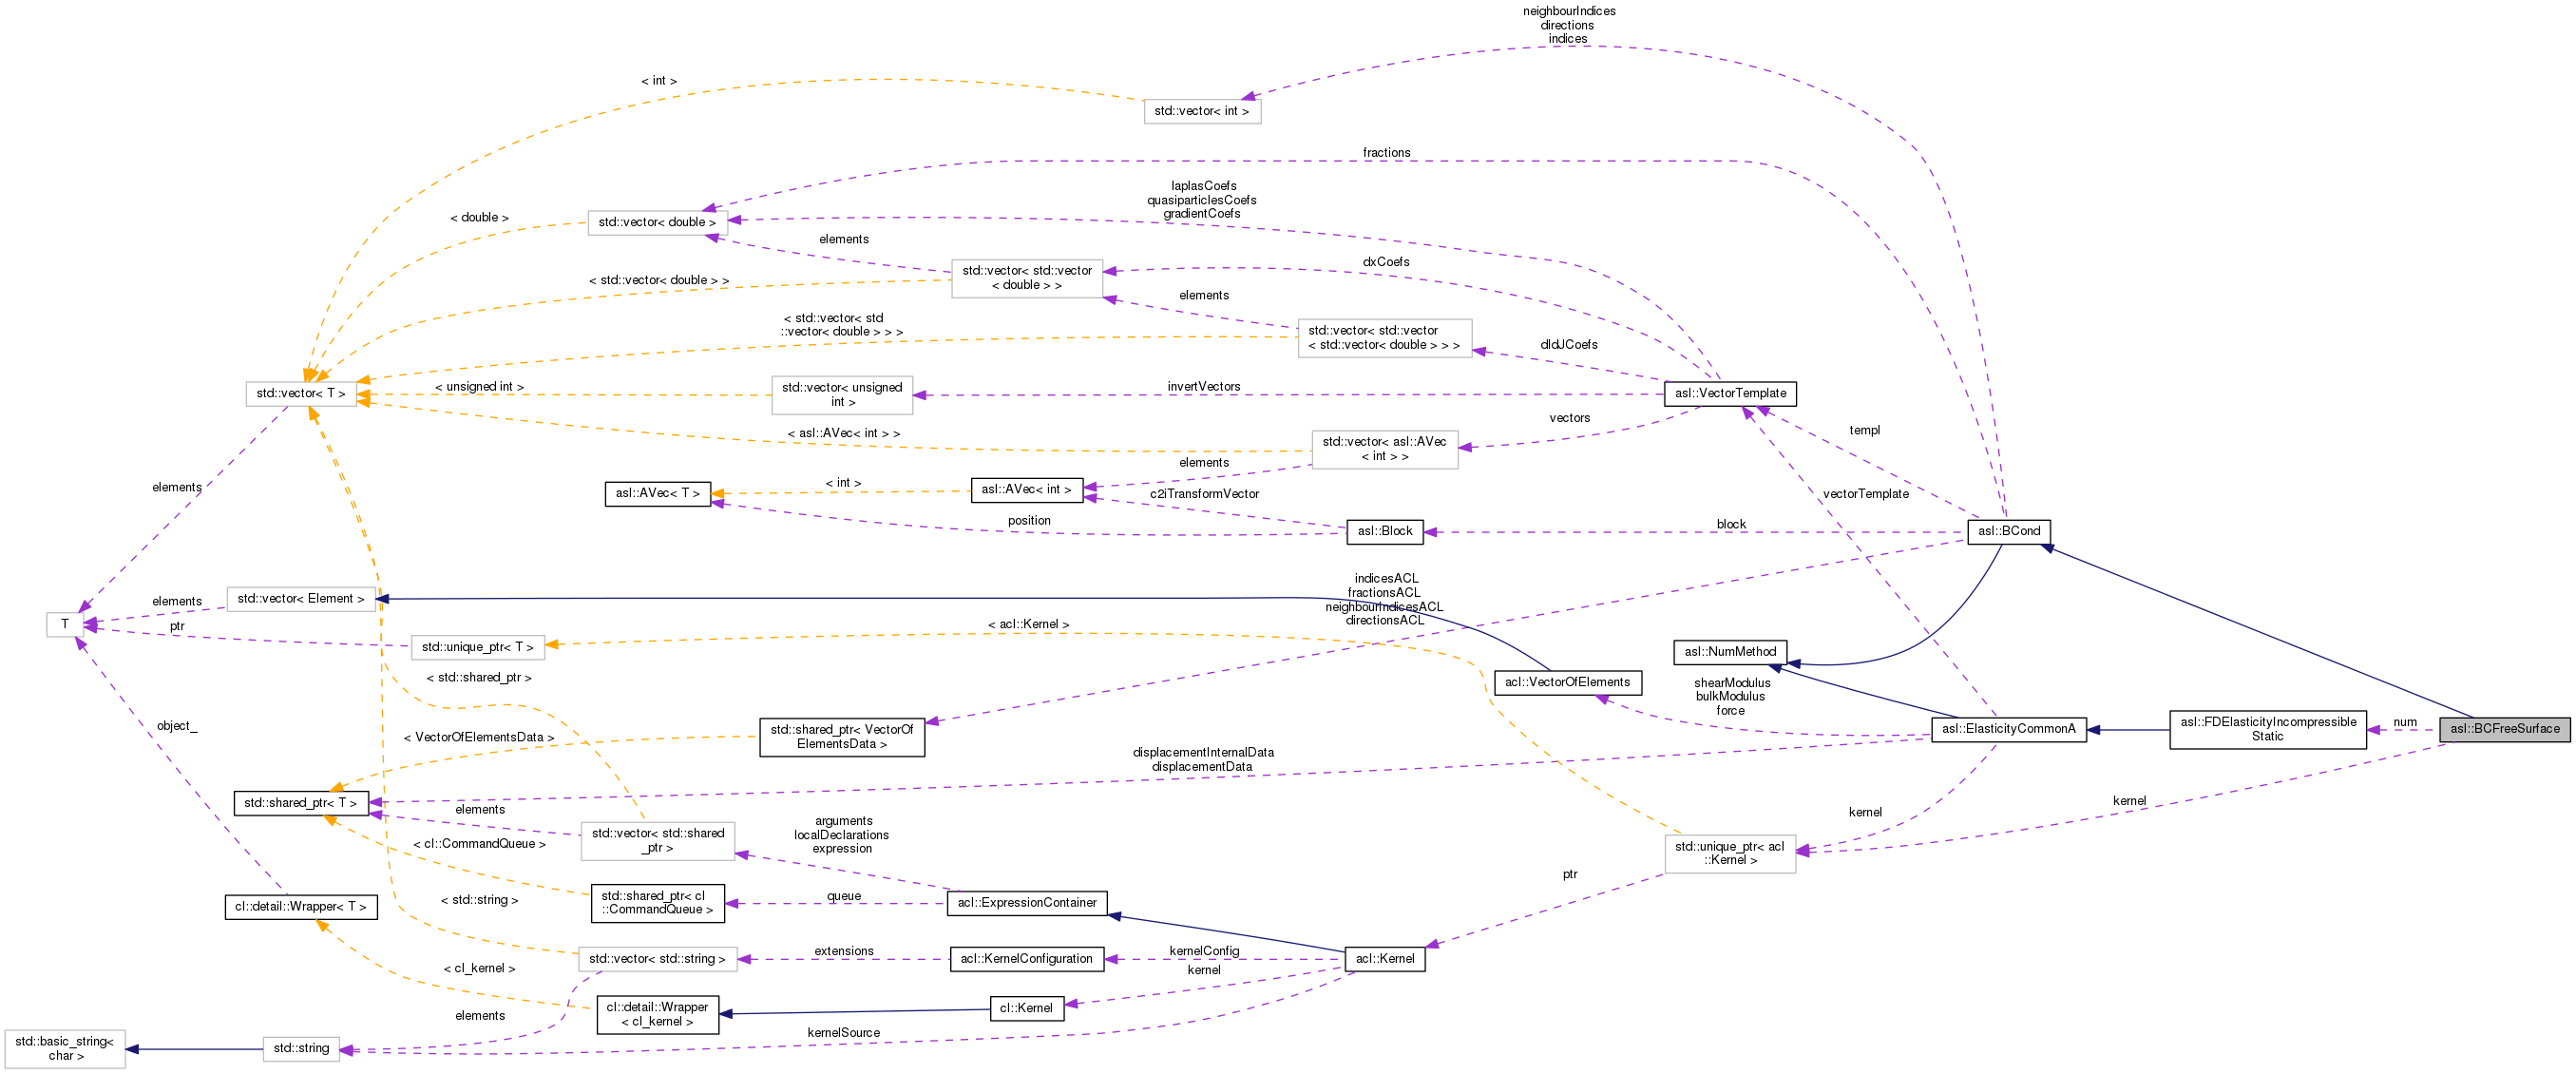 neighbourIndices
directions
indices
< int >
std::vector< int >
fractions
laplasCoefs
quasiparticlesCoefs
gradientCoefs
< double >
std::vector< double >
elements
std::vector< std::vector
< double > >
dxCoefs
< std::vector< double > >
elements
< std::vector< std
::vector< double > > >
std::vector< std::vector
< std::vector< double > > >
dldJCoefs
std::vector< T >
< unsigned int >
std::vector< unsigned
int >
invertVectors
asl::VectorTemplate
vectors
templ
< asl::AVec< int > >
std::vector< asl::AVec
< int > >
elements
elements
asl::AVec< T >
< int >
asl::AVec< int >
c2iTransformVector
vectorTemplate
position
asl::Block
block
asl::BCond
indicesACL
fractionsACL
neighbourIndicesACL
directionsACL
std::vector< Element >
elements
T
ptr
std::unique_ptr< T >
< acl::Kernel >
asl::NumMethod
< std::shared_ptr >
acl::VectorOfElements
shearModulus
bulkModulus
force
object_
< VectorOfElementsData >
std::shared_ptr< VectorOf
ElementsData >
asl::ElasticityCommonA
asl::FDElasticityIncompressible
Static
num
asl::BCFreeSurface
displacementInternalData
displacementData
std::shared_ptr< T >
elements
kernel
kernel
arguments
localDeclarations
expression
std::vector< std::shared
_ptr >
< cl::CommandQueue >
std::unique_ptr< acl
::Kernel >
ptr
cl::detail::Wrapper< T >
< std::string >
std::shared_ptr< cl
::CommandQueue >
queue
acl::ExpressionContainer
std::vector< std::string >
extensions
acl::KernelConfiguration
kernelConfig
acl::Kernel
kernel
< cl_kernel >
cl::detail::Wrapper
< cl_kernel >
cl::Kernel
elements
kernelSource
std::basic_string<
char >
std::string